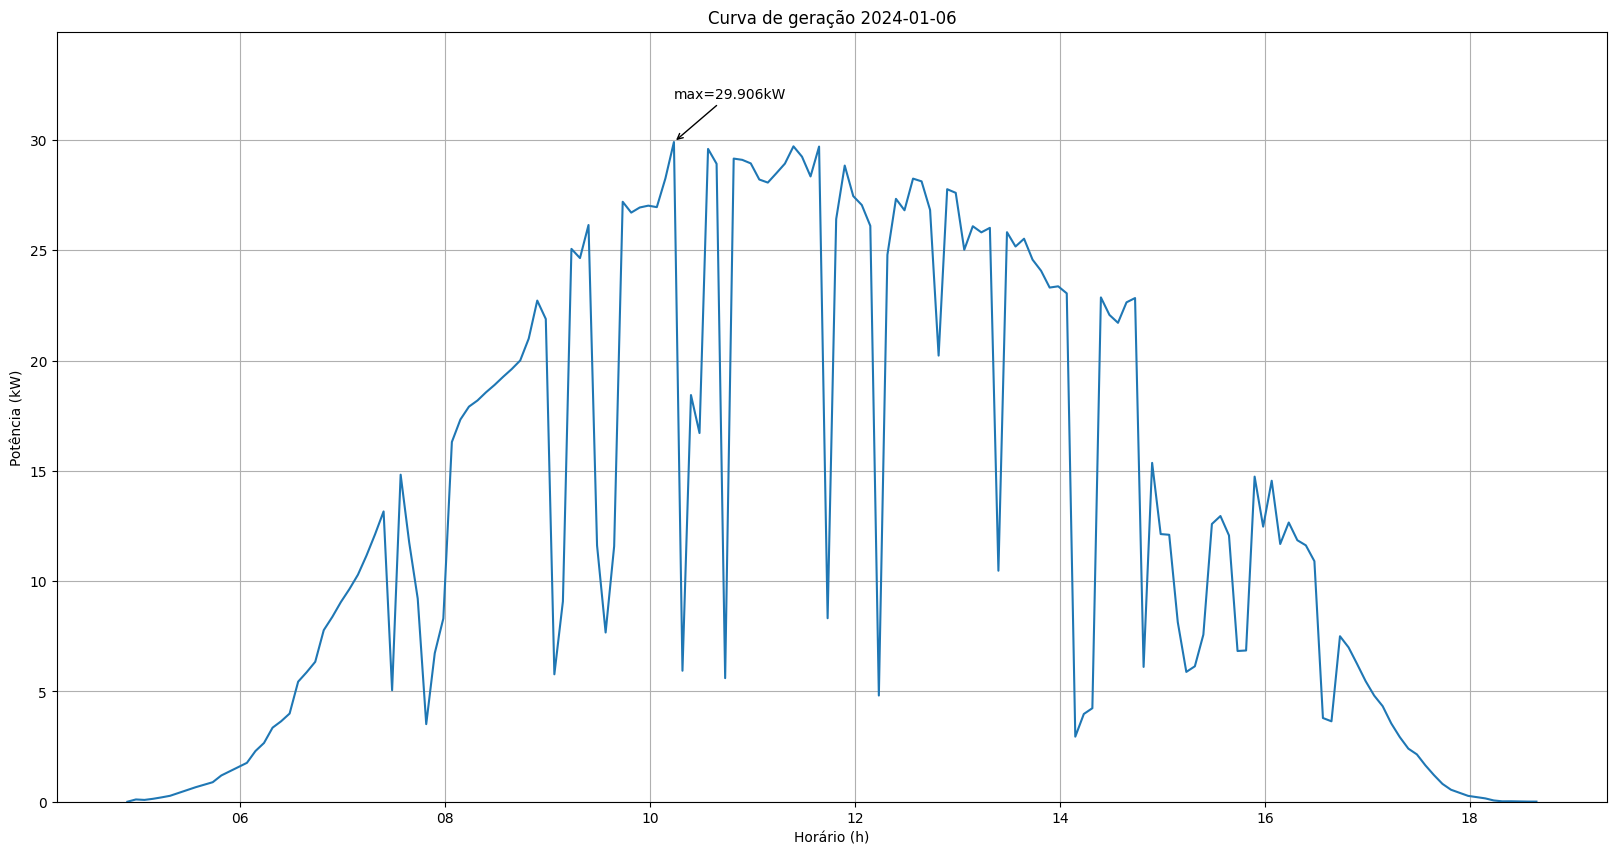 Curva de geração 2024-01-06
max=29.906kW
30
25
20
15
10
5
0
Potência (kW)
06 08 10 12 14 16 18
Horário (h)